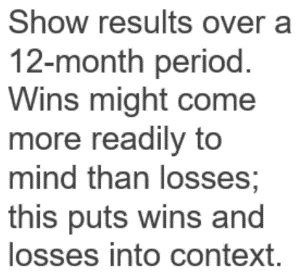 Show results over a
12-month period.
Wins might come
more readily to
mind than losses;
this puts wins and
losses into context.